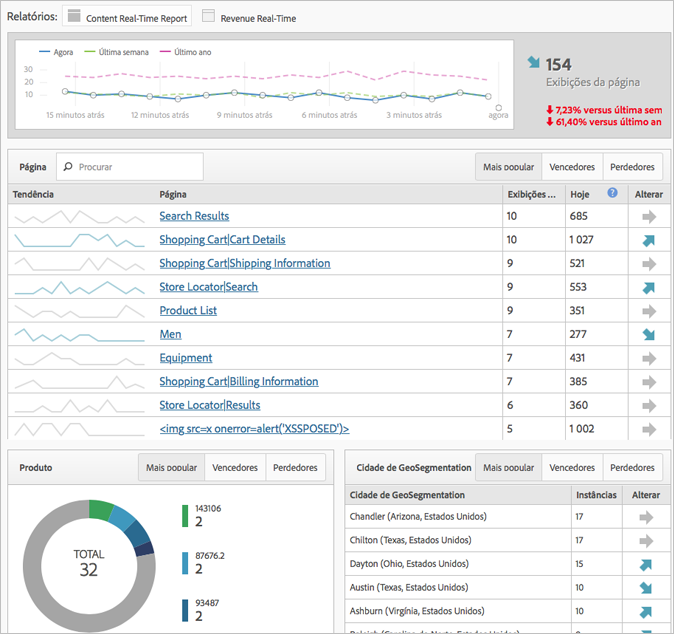 Relatórios: Content Real-Time Report Revenue Real-Time
Agora Última semana Último ano
30
20
10
15 minutos atrás 12 minutos atrás 9 minutos atrás 6 minutos atrás 3 minutos atrás agora
154
Exibições da página
7,23% versus última sem
61,40% versus último an
Página Procurar Mais popular Vencedores Perdedores
Tendência Página Exibições ... Hoje ? Alterar
Search Results 10 685
Shopping Cart|Cart Details 10 1 027
Shopping Cart|Shipping Information 9 521
Store Locator|Search 9 553
Product List 9 351
Men 7 277
Equipment 7 431
Shopping Cart|Billing Information 7 385
Store Locator|Results 6 360
<img src=x onerror=alert('XSSPOSED')> 5 1 002
Produto Mais popular Vencedores Perdedores
TOTAL
32
143106
2
87676.2
2
93487
2
Cidade de GeoSegmentation Mais popular Vencedores Perdedores
Cidade de GeoSegmentation Instâncias Alterar
Chandler (Arizona, Estados Unidos) 17
Chilton (Texas, Estados Unidos) 17
Dayton (Ohio, Estados Unidos) 15
Austin (Texas, Estados Unidos) 10
Ashburn (Virgínia, Estados Unidos) 10